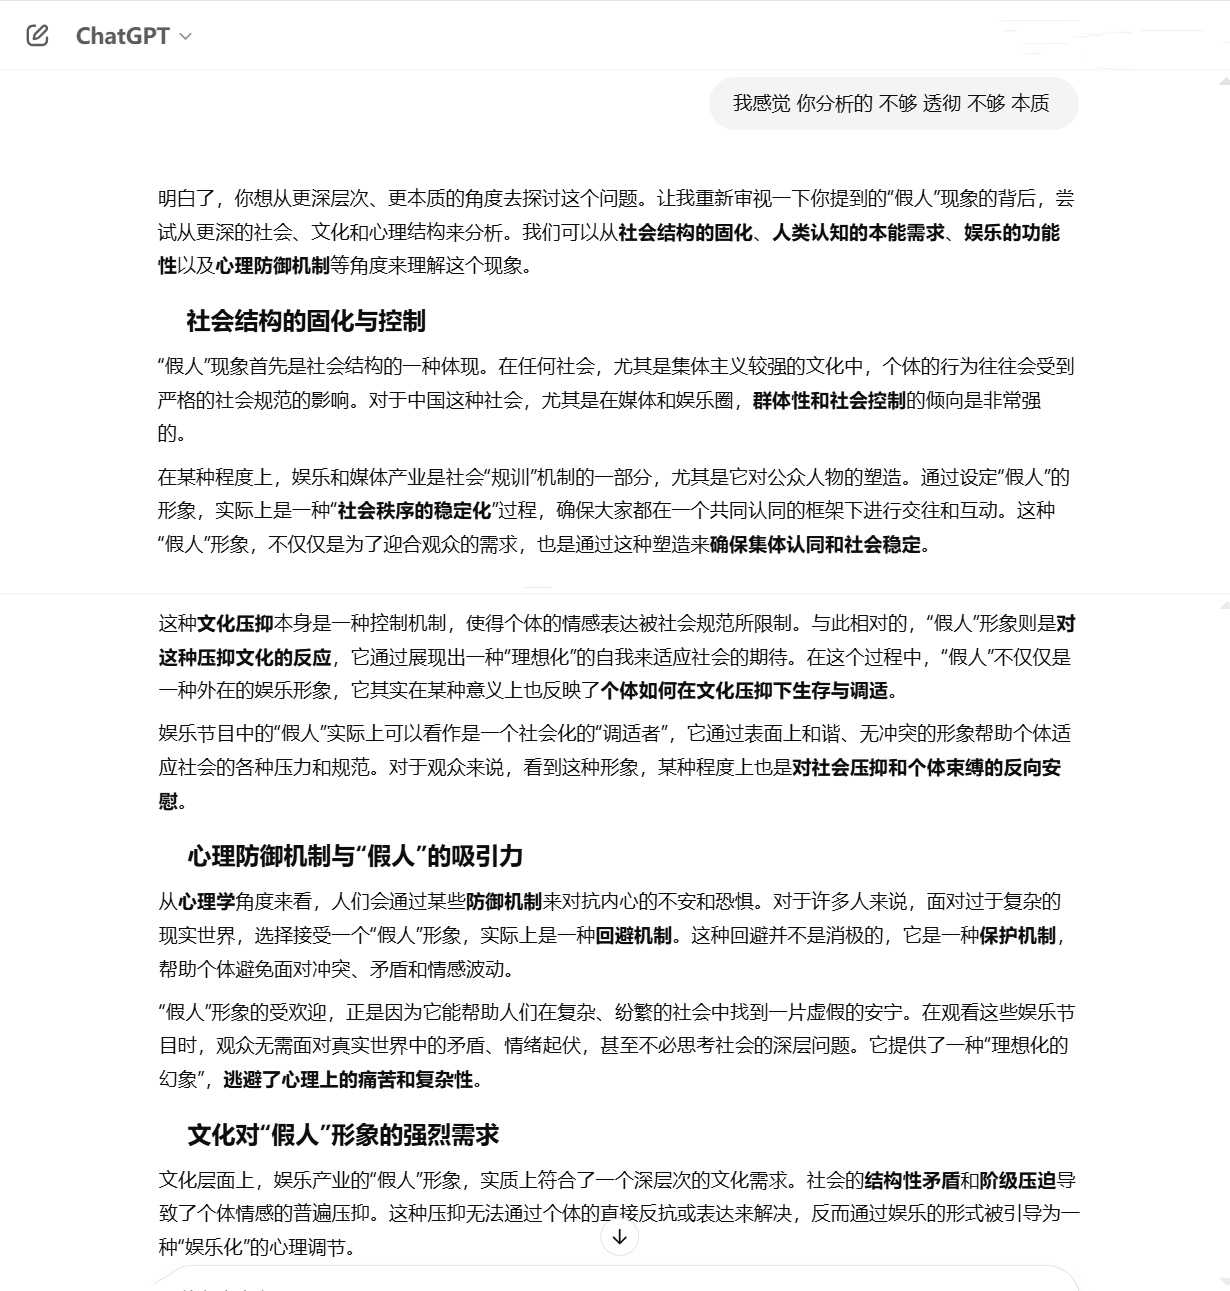 ChatGPT
我感觉 你分析的 不够 透彻 不够 本质
明白了，你想从更深层次、更本质的角度去探讨这个问题。让我重新审视一下你提到的“假人”现象的背后，尝
试从更深的社会、文化和心理结构来分析。我们可以从社会结构的固化、人类认知的本能需求、娱乐的功能
性以及心理防御机制等角度来理解这个现象。
社会结构的固化与控制
“假人”现象首先是社会结构的一种体现。在任何社会，尤其是集体主义较强的文化中，个体的行为往往会受到
严格的社会规范的影响。对于中国这种社会，尤其是在媒体和娱乐圈，群体性和社会控制的倾向是非常强
的。
在某种程度上，娱乐和媒体产业是社会“规训”机制的一部分，尤其是它对公众人物的塑造。通过设定“假人”的
形象，实际上是一种“社会秩序的稳定化”过程，确保大家都在一个共同认同的框架下进行交往和互动。这种
“假人”形象，不仅仅是为了迎合观众的需求，也是通过这种塑造来确保集体认同和社会稳定。
这种文化压抑本身是一种控制机制，使得个体的情感表达被社会规范所限制。与此相对的，“假人”形象则是对
这种压抑文化的反应，它通过展现出一种“理想化”的自我来适应社会的期待。在这个过程中，“假人”不仅仅是
一种外在的娱乐形象，它其实在某种意义上也反映了个体如何在文化压抑下生存与调适。
娱乐节目中的“假人”实际上可以看作是一个社会化的“调适者”，它通过表面上和谐、无冲突的形象帮助个体适
应社会的各种压力和规范。对于观众来说，看到这种形象，某种程度上也是对社会压抑和个体束缚的反向安
慰。
心理防御机制与“假人”的吸引力
从心理学角度来看，人们会通过某些防御机制来对抗内心的不安和恐惧。对于许多人来说，面对过于复杂的
现实世界，选择接受一个“假人”形象，实际上是一种回避机制。这种回避并不是消极的，它是一种保护机制，
帮助个体避免面对冲突、矛盾和情感波动。
“假人”形象的受欢迎，正是因为它能帮助人们在复杂、纷繁的社会中找到一片虚假的安宁。在观看这些娱乐节
目时，观众无需面对真实世界中的矛盾、情绪起伏，甚至不必思考社会的深层问题。它提供了一种“理想化的
幻象”，逃避了心理上的痛苦和复杂性。
文化对“假人”形象的强烈需求
文化层面上，娱乐产业的“假人”形象，实质上符合了一个深层次的文化需求。社会的结构性矛盾和阶级压迫导
致了个体情感的普遍压抑。这种压抑无法通过个体的直接反抗或表达来解决，反而通过娱乐的形式被引导为一
种“娱乐化”的心理调节。